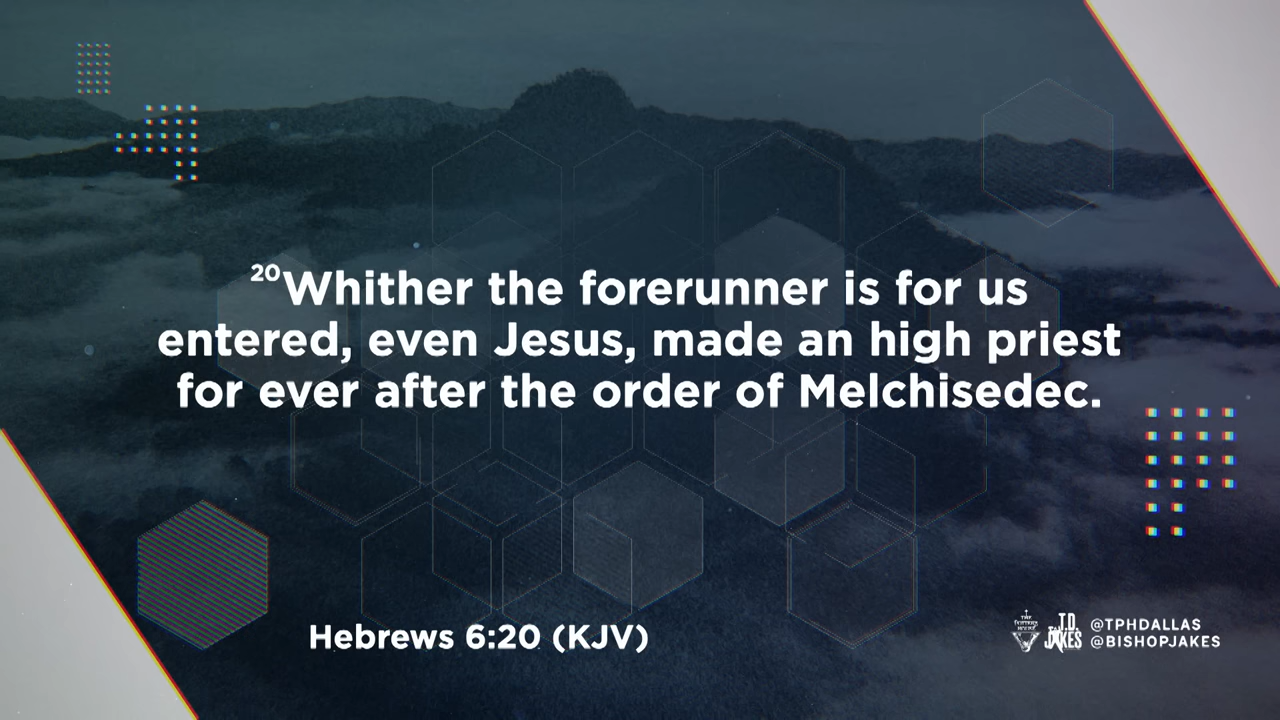 20Whither the forerunner is for us
entered, even Jesus, made an high priest
for ever after the order of Melchisedec.
Hebrews 6:20 (KJV)
T.D.
JAKES
@TPHDALLAS
@BISHOPJAKES